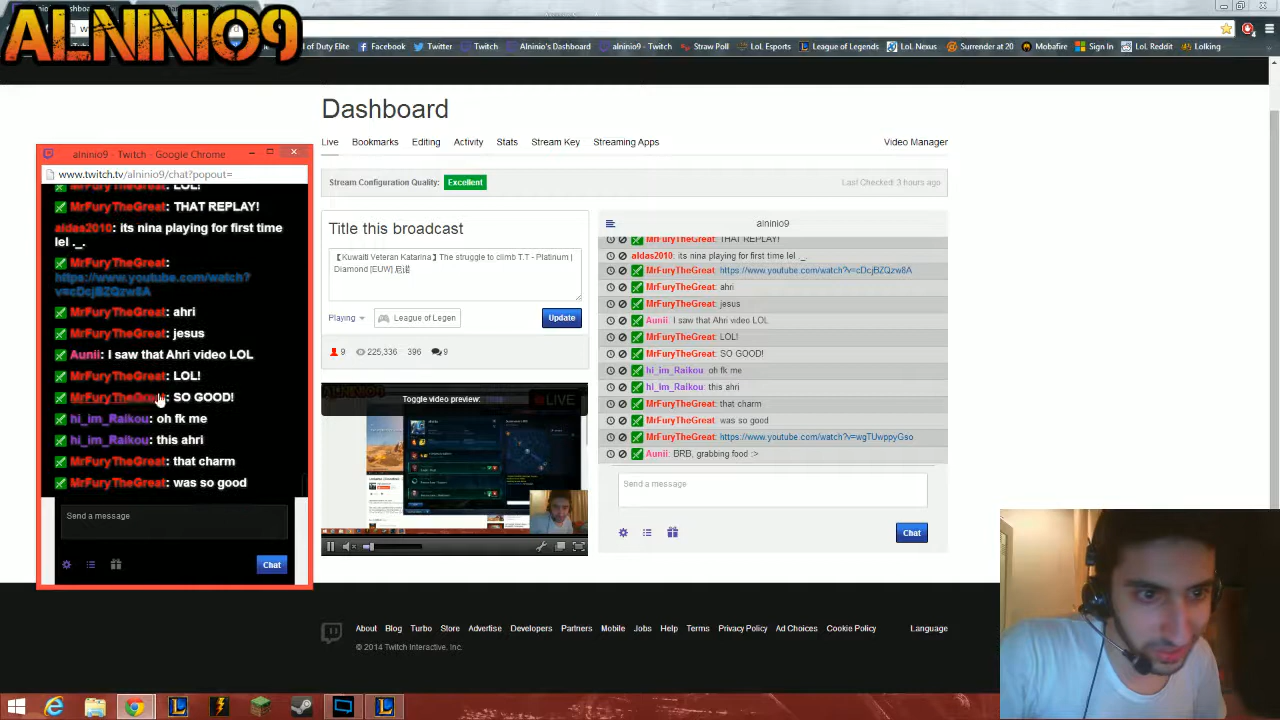 ALNINIO9
of Duty Elite
Facebook
Twitter
Twitch
Alninio's Dashboard
alninio9 - Twitch
Straw Poll
Lol Esports
League of Legends
LoL Nexus
Surrender at 20
Mobafire
Sign In
LoL Reddit
Lolking
Dashboard
Live
Bookmarks
Editing
Activity
Stats
Stream Key
Streaming Apps
Video Manager
Stream Configuration Quality: Excellent
Last Checked: 3 hours ago
Title this broadcast
【Kuwaiti Veteran Katarina】The struggle to climb T.T - Platinum |
Diamond [EUW] 尼诺
Playing
League of Legen
Update
9
225,336
396
9
Toggle video preview:
LIVE
alninio9
MrFuryTheGreat: THAT REPLAY!
aldas2010: its nina playing for first time lel ._.
MrFuryTheGreat: https://www.youtube.com/watch?v=cDcjBZQzw8A
MrFuryTheGreat: ahri
MrFuryTheGreat: jesus
Aunii: I saw that Ahri video LOL
MrFuryTheGreat: LOL!
MrFuryTheGreat: SO GOOD!
hi_im_Raikou: oh fk me
hi_im_Raikou: this ahri
MrFuryTheGreat: that charm
MrFuryTheGreat: was so good
MrFuryTheGreat: https://www.youtube.com/watch?v=wgTUwppyGso
Aunii: BRB, grabbing food :>
Send a message
Chat
alninio9 - Twitch - Google Chrome
www.twitch.tv/alninio9/chat?popout=
MrFuryTheGreat: LOL!
MrFuryTheGreat: THAT REPLAY!
aldas2010: its nina playing for first time
lel ._.
MrFuryTheGreat:
https://www.youtube.com/watch?
v=cDcjBZQzw8A
MrFuryTheGreat: ahri
MrFuryTheGreat: jesus
Aunii: I saw that Ahri video LOL
MrFuryTheGreat: LOL!
MrFuryTheGreat: SO GOOD!
hi_im_Raikou: oh fk me
hi_im_Raikou: this ahri
MrFuryTheGreat: that charm
MrFuryTheGreat: was so good
Send a message
Chat
About
Blog
Turbo
Store
Advertise
Developers
Partners
Mobile
Jobs
Help
Terms
Privacy Policy
Ad Choices
Cookie Policy
Language
© 2014 Twitch Interactive, Inc.